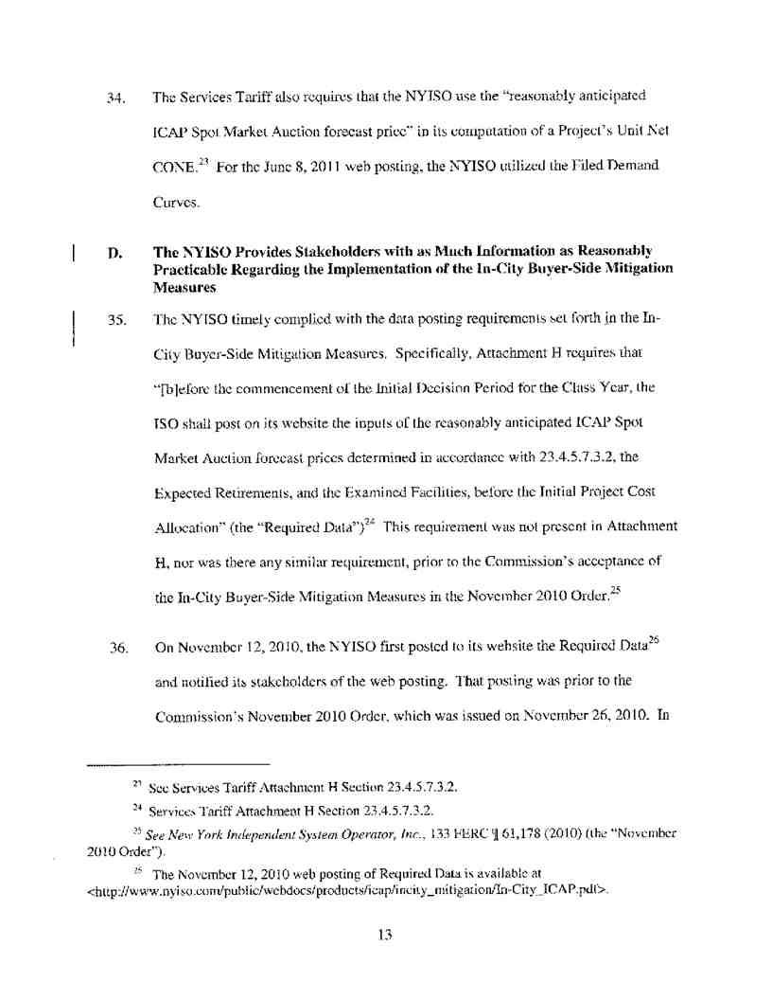 34. The Services Tariff also requires that the NYISO use the “reasonably anticipated
ICAP Spot Market Auction forecast price” in its computation of a Project’s Unit Net
CONE.23 For the June 8, 2011 web posting, the NYISO utilized the Filed Demand
Curves.
D. The NYISO Provides Stakeholders with as Much Information as Reasonably
Practicable Regarding the Implementation of the In-City Buyer-Side Mitigation
Measures
35. The NYISO timely complied with the data posting requirements set forth in the In-
City Buyer-Side Mitigation Measures. Specifically, Attachment H requires that
“[b]efore the commencement of the Initial Decision Period for the Class Year, the
ISO shall post on its website the inputs of the reasonably anticipated ICAP Spot
Market Auction forecast prices determined in accordance with 23.4.5.7.3.2, the
Expected Retirements, and the Examined Facilities, before the Initial Project Cost
Allocation” (the “Required Data”)24 This requirement was not present in Attachment
H, nor was there any similar requirement, prior to the Commission’s acceptance of
the In-City Buyer-Side Mitigation Measures in the November 2010 Order.25
36. On November 12, 2010, the NYISO first posted to its website the Required Data26
and notified its stakeholders of the web posting. That posting was prior to the
Commission’s November 2010 Order, which was issued on November 26, 2010. In
23 See Services Tariff Attachment H Section 23.4.5.7.3.2.
24 Services Tariff Attachment H Section 23.4.5.7.3.2.
25 See New York Independent System Operator, Inc., 133 FERC ¶ 61,178 (2010) (the “November
2010 Order”).
26 The November 12, 2010 web posting of Required Data is available at
<http://www.nyiso.com/public/webdocs/products/icap/incity_mitigation/In-City_ICAP.pdf>.
13